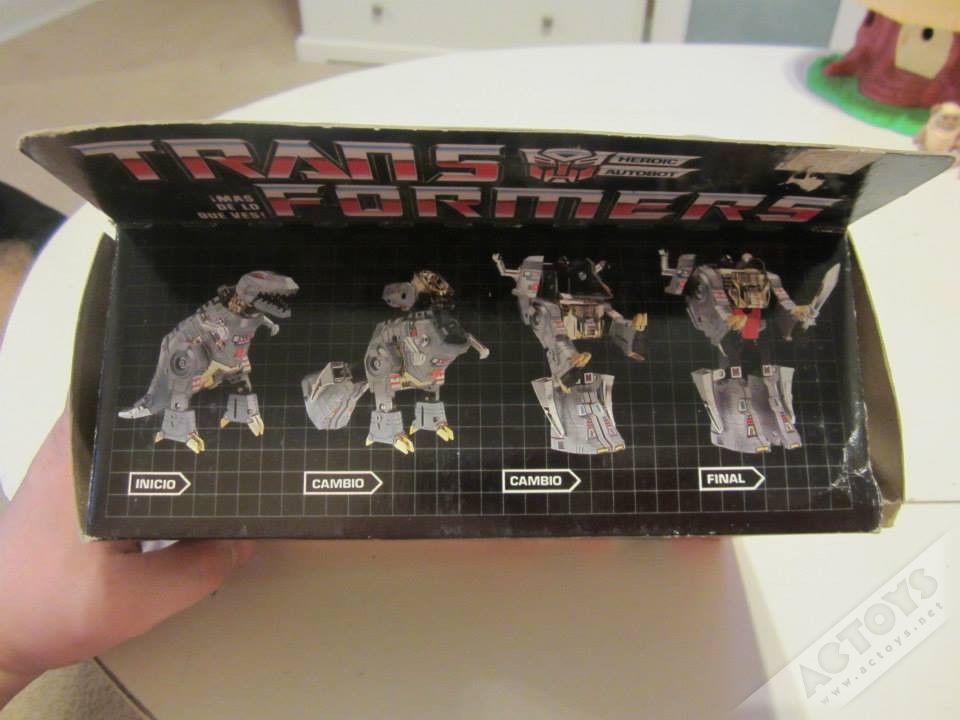 TRANSFORMERS
HEROIC
AUTOBOT
¡MAS
DE LO
QUE VES!
INICIO
CAMBIO
CAMBIO
FINAL
ACTOYS
www.actoys.net